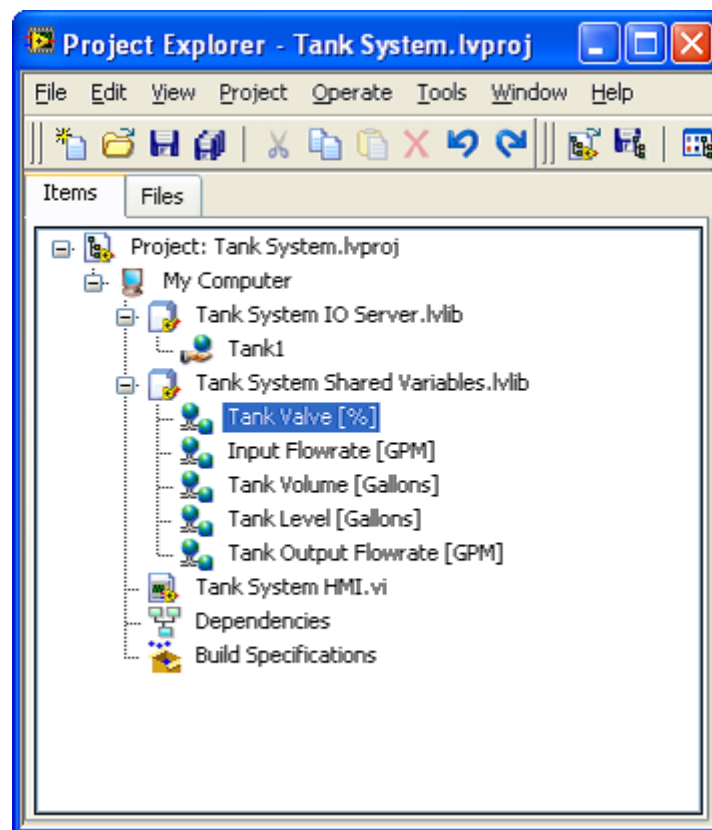 Project Explorer - Tank System.lvproj
File Edit View Project Operate Tools Window Help
Items Files
Project: Tank System.lvproj
My Computer
Tank System IO Server.lvlib
Tank1
Tank System Shared Variables.lvlib
Tank Valve [%]
Input Flowrate [GPM]
Tank Volume [Gallons]
Tank Level [Gallons]
Tank Output Flowrate [GPM]
Tank System HMI.vi
Dependencies
Build Specifications